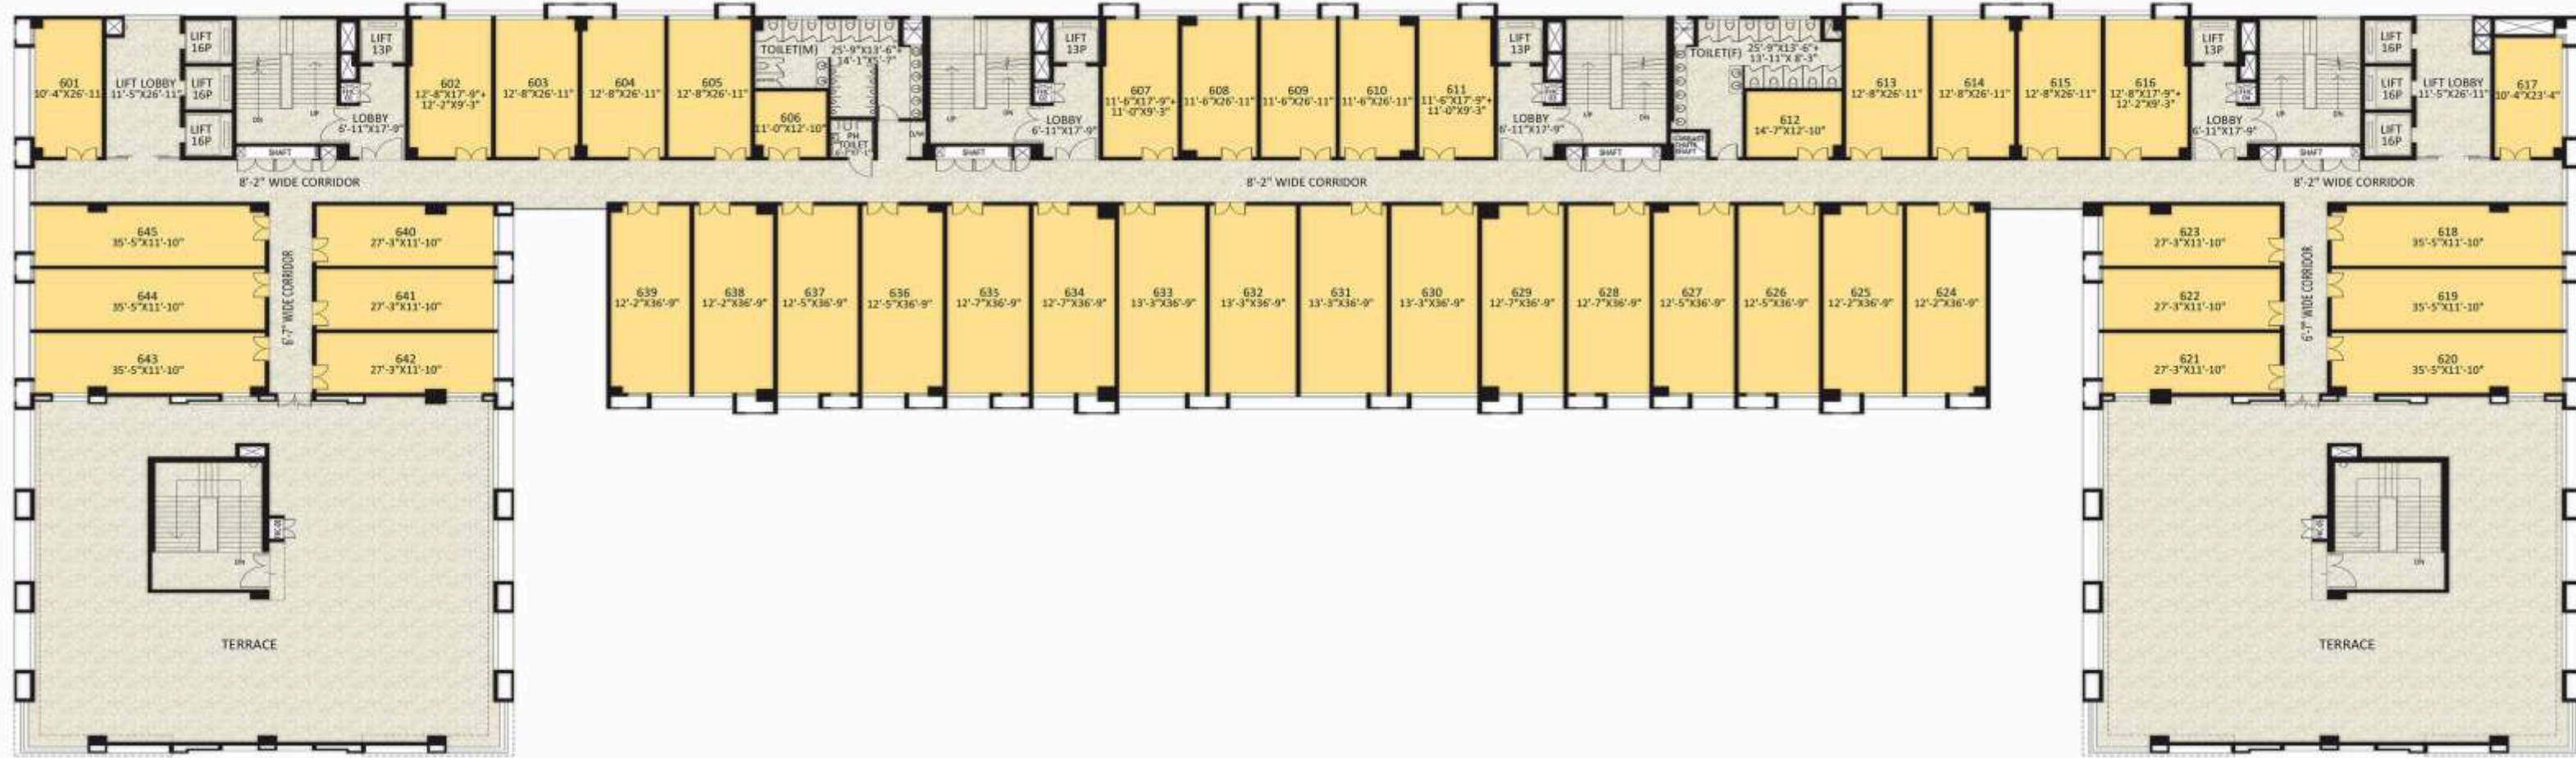 601
10'-4"X26'-11
LIFT LOBBY
11'-5"X26'-11"
LIFT
16P
LIFT
16P
LIFT
16P
DN
UP
SHAFT
LIFT
13P
LOBBY
6'-11"X17'-9"
602
12'-8"X17'-9"+
12'-2"X9'-3"
603
12'-8"X26'-11"
604
12'-8"X26'-11"
605
12'-8"X26'-11"
TOILET(M)
25'-9"X13'-6"+
14'-1"X5'-7"
606
11'-0"X12'-10"
PH
TOILET
UP
DN
SHAFT
LIFT
13P
LOBBY
6'-11"X17'-9"
607
11'-6"X17'-9"+
11'-0"X9'-3"
608
11'-6"X26'-11"
609
11'-6"X26'-11"
610
11'-6"X26'-11"
611
11'-6"X17'-9"+
11'-0"X9'-3"
LIFT
13P
LOBBY
6'-11"X17'-9"
UP
DN
SHAFT
TOILET(F)
25'-9"X13'-6"+
13'-11"X 8'-3"
612
14'-7"X12'-10"
613
12'-8"X26'-11"
614
12'-8"X26'-11"
615
12'-8"X26'-11"
616
12'-8"X17'-9"+
12'-2"X9'-3"
LIFT
13P
LOBBY
6'-11"X17'-9"
UP
DN
SHAFT
LIFT
16P
LIFT
16P
LIFT
16P
LIFT LOBBY
11'-5"X26'-11"
617
10'-4"X23'-4"
8'-2" WIDE CORRIDOR
8'-2" WIDE CORRIDOR
8'-2" WIDE CORRIDOR
645
35'-5"X11'-10"
644
35'-5"X11'-10"
643
35'-5"X11'-10"
6'-7" WIDE CORRIDOR
640
27'-3"X11'-10"
641
27'-3"X11'-10"
642
27'-3"X11'-10"
639
12'-2"X36'-9"
638
12'-2"X36'-9"
637
12'-5"X36'-9"
636
12'-5"X36'-9"
635
12'-7"X36'-9"
634
12'-7"X36'-9"
633
13'-3"X36'-9"
632
13'-3"X36'-9"
631
13'-3"X36'-9"
630
13'-3"X36'-9"
629
12'-7"X36'-9"
628
12'-7"X36'-9"
627
12'-5"X36'-9"
626
12'-5"X36'-9"
625
12'-2"X36'-9"
624
12'-2"X36'-9"
623
27'-3"X11'-10"
622
27'-3"X11'-10"
621
27'-3"X11'-10"
6'-7" WIDE CORRIDOR
618
35'-5"X11'-10"
619
35'-5"X11'-10"
620
35'-5"X11'-10"
DN
TERRACE
DN
TERRACE